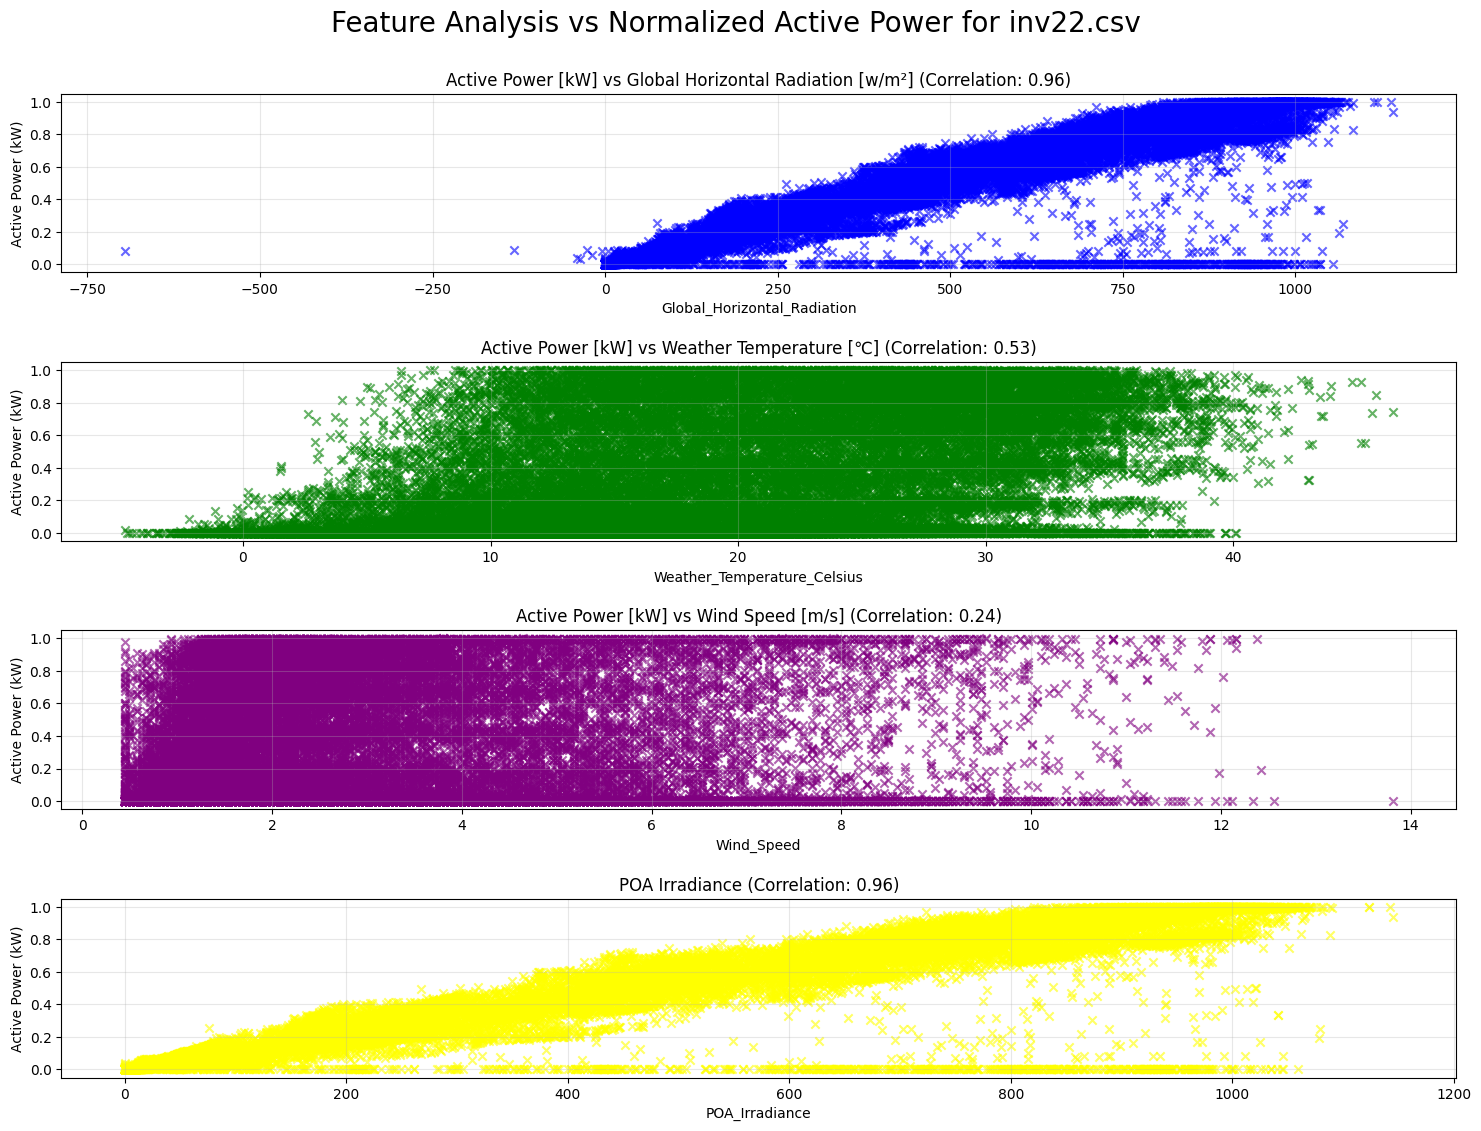 Feature Analysis vs Normalized Active Power for inv22.csv
Active Power [kW] vs Global Horizontal Radiation [w/m²] (Correlation: 0.96)
Active Power (kW)
1.0
0.8
0.6
0.4
0.2
0.0
−750 −500 −250 0 250 500 750 1000
Global_Horizontal_Radiation
Active Power [kW] vs Weather Temperature [℃] (Correlation: 0.53)
Active Power (kW)
1.0
0.8
0.6
0.4
0.2
0.0
0 10 20 30 40
Weather_Temperature_Celsius
Active Power [kW] vs Wind Speed [m/s] (Correlation: 0.24)
Active Power (kW)
1.0
0.8
0.6
0.4
0.2
0.0
0 2 4 6 8 10 12 14
Wind_Speed
POA Irradiance (Correlation: 0.96)
Active Power (kW)
1.0
0.8
0.6
0.4
0.2
0.0
0 200 400 600 800 1000 1200
POA_Irradiance